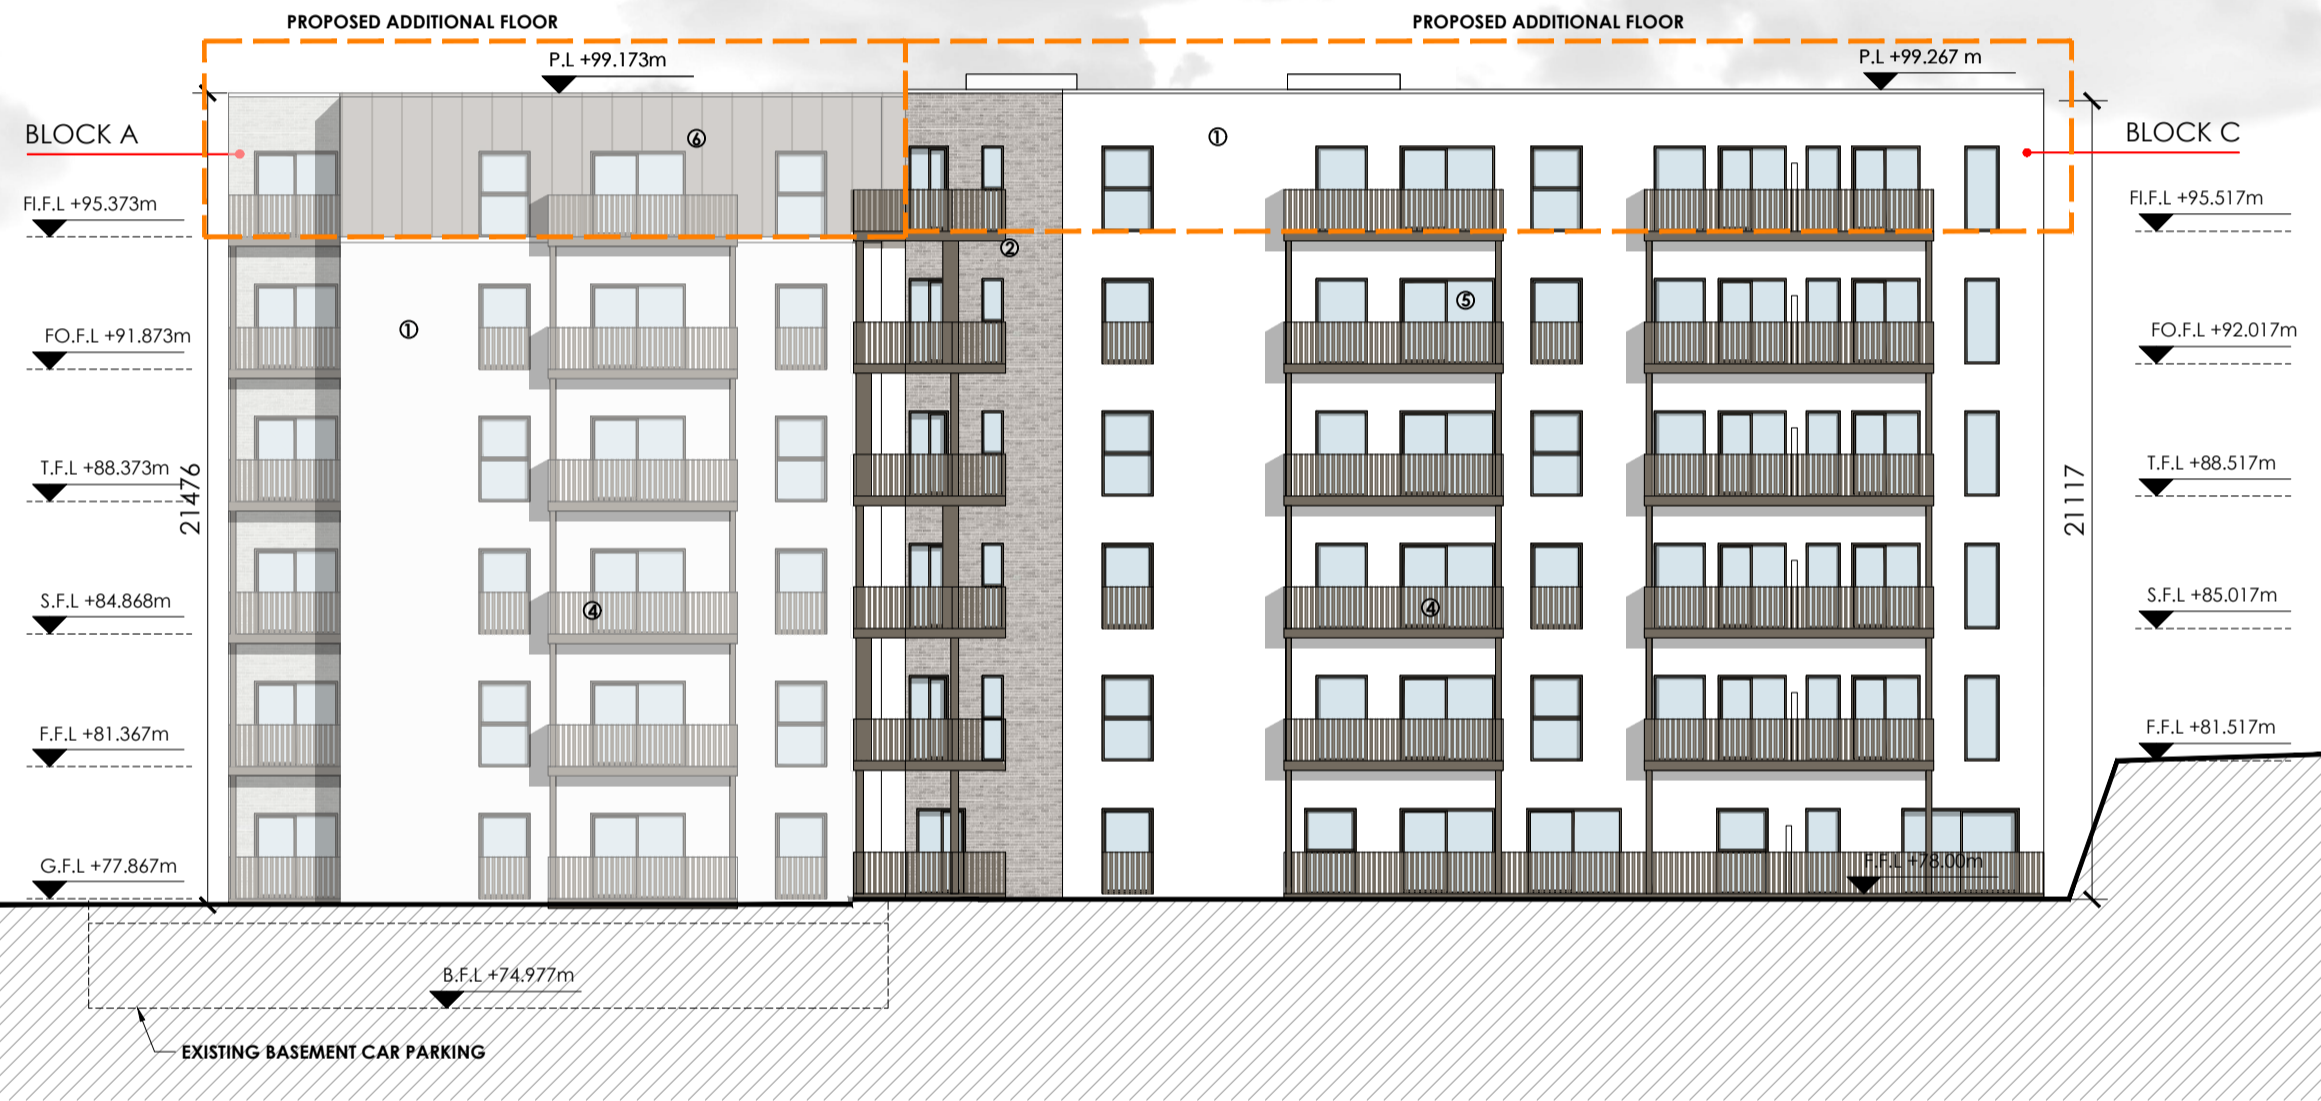 PROPOSED ADDITIONAL FLOOR
PROPOSED ADDITIONAL FLOOR
P.L +99.173m
P.L +99.267 m
BLOCK A
⑥
①
BLOCK C
FI.F.L +95.373m
FI.F.L +95.517m
②
①
⑤
FO.F.L +91.873m
FO.F.L +92.017m
T.F.L +88.373m
T.F.L +88.517m
21476
21117
S.F.L +84.868m
④
④
S.F.L +85.017m
F.F.L +81.367m
F.F.L +81.517m
G.F.L +77.867m
F.F.L +78.00m
B.F.L +74.977m
EXISTING BASEMENT CAR PARKING